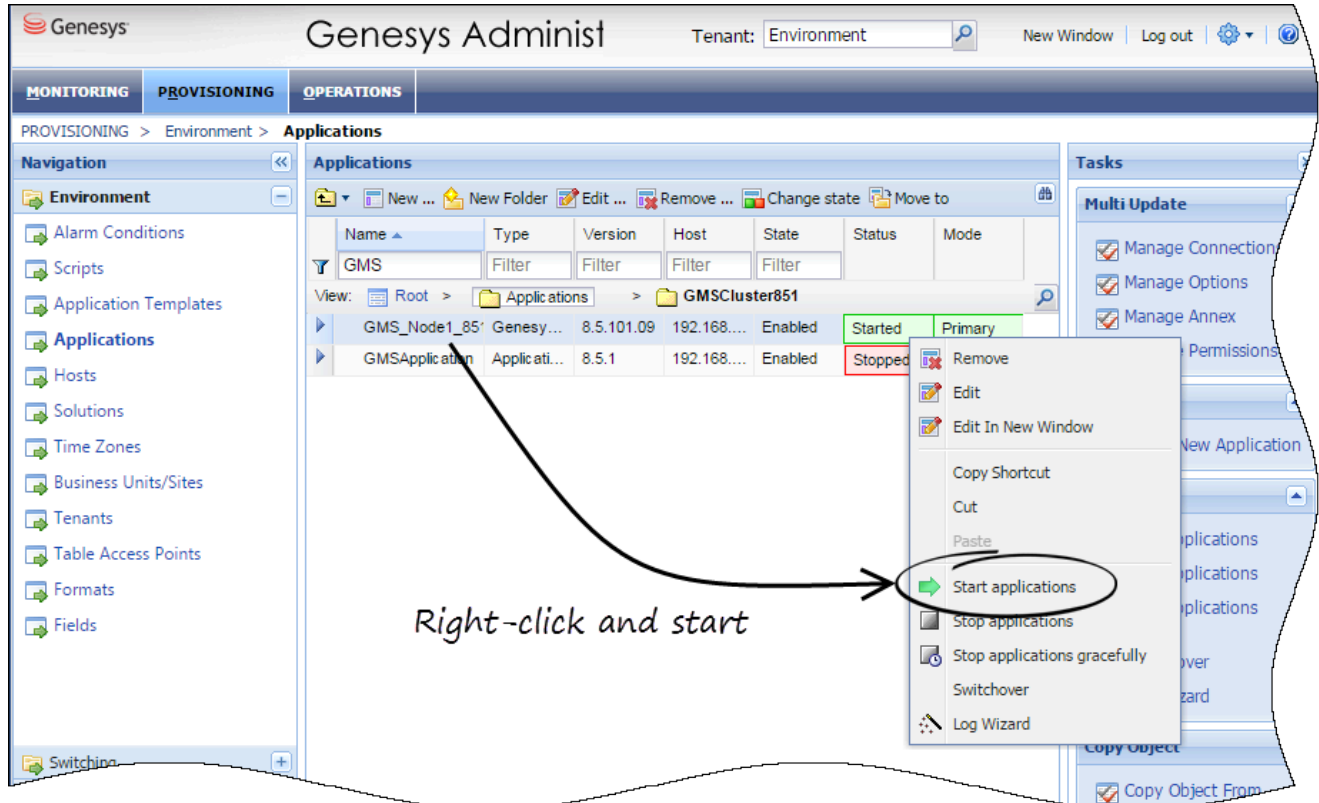 Genesys
Genesys Administ
Tenant: Environment
New Window | Log out
MONITORING PROVISIONING OPERATIONS
PROVISIONING > Environment > Applications
Navigation
Environment
Alarm Conditions
Scripts
Application Templates
Applications
Hosts
Solutions
Time Zones
Business Units/Sites
Tenants
Table Access Points
Formats
Fields
Switching
Applications
New ... New Folder Edit ... Remove ... Change state Move to
Name Type Version Host State Status Mode
GMS Filter Filter Filter Filter
View: Root > Applications > GMSCluster851
GMS_Node1_851 Genesy... 8.5.101.09 192.168.... Enabled Started Primary
GMSApplication Applicati... 8.5.1 192.168.... Enabled Stopped
Remove
Edit
Edit In New Window
Copy Shortcut
Cut
Paste
Start applications
Stop applications
Stop applications gracefully
Switchover
Log Wizard
Right-click and start
Tasks
Multi Update
Manage Connection
Manage Options
Manage Annex
Permissions
New Application
pplications
pplications
pplications
over
zard
Copy Object
Copy Object From